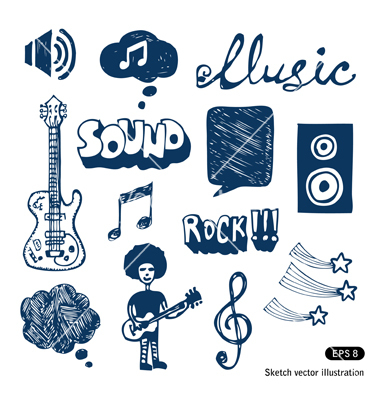 Music
SOUND
ROCK!!!
EPS 8
Sketch vector illustration